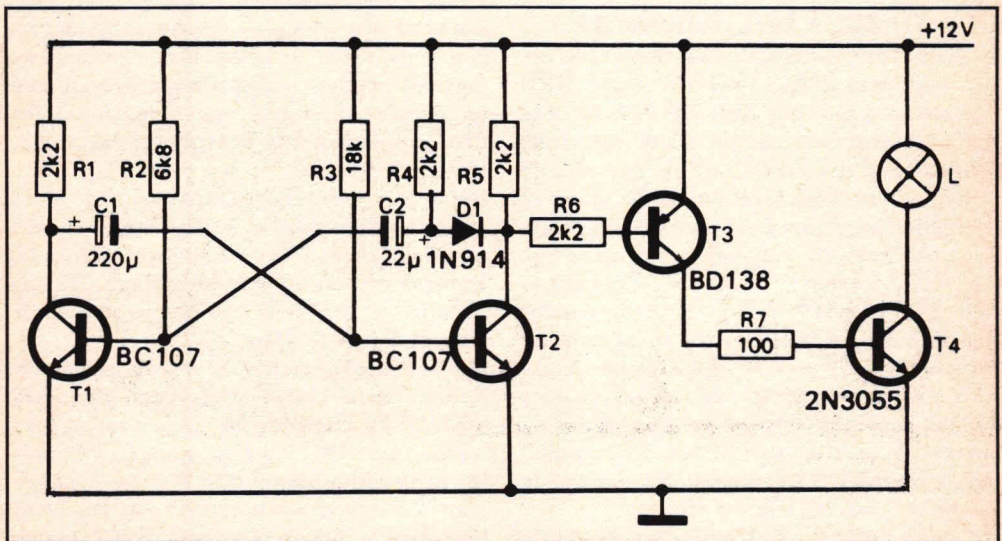 +12V
2k2
R1
R2
6k8
R3
18k
R4
2k2
R5
2k2
L
+
C1
220µ
C2
22µ
+
D1
1N914
R6
2k2
T3
BD138
R7
100
BC107
T1
BC107
T2
T4
2N3055